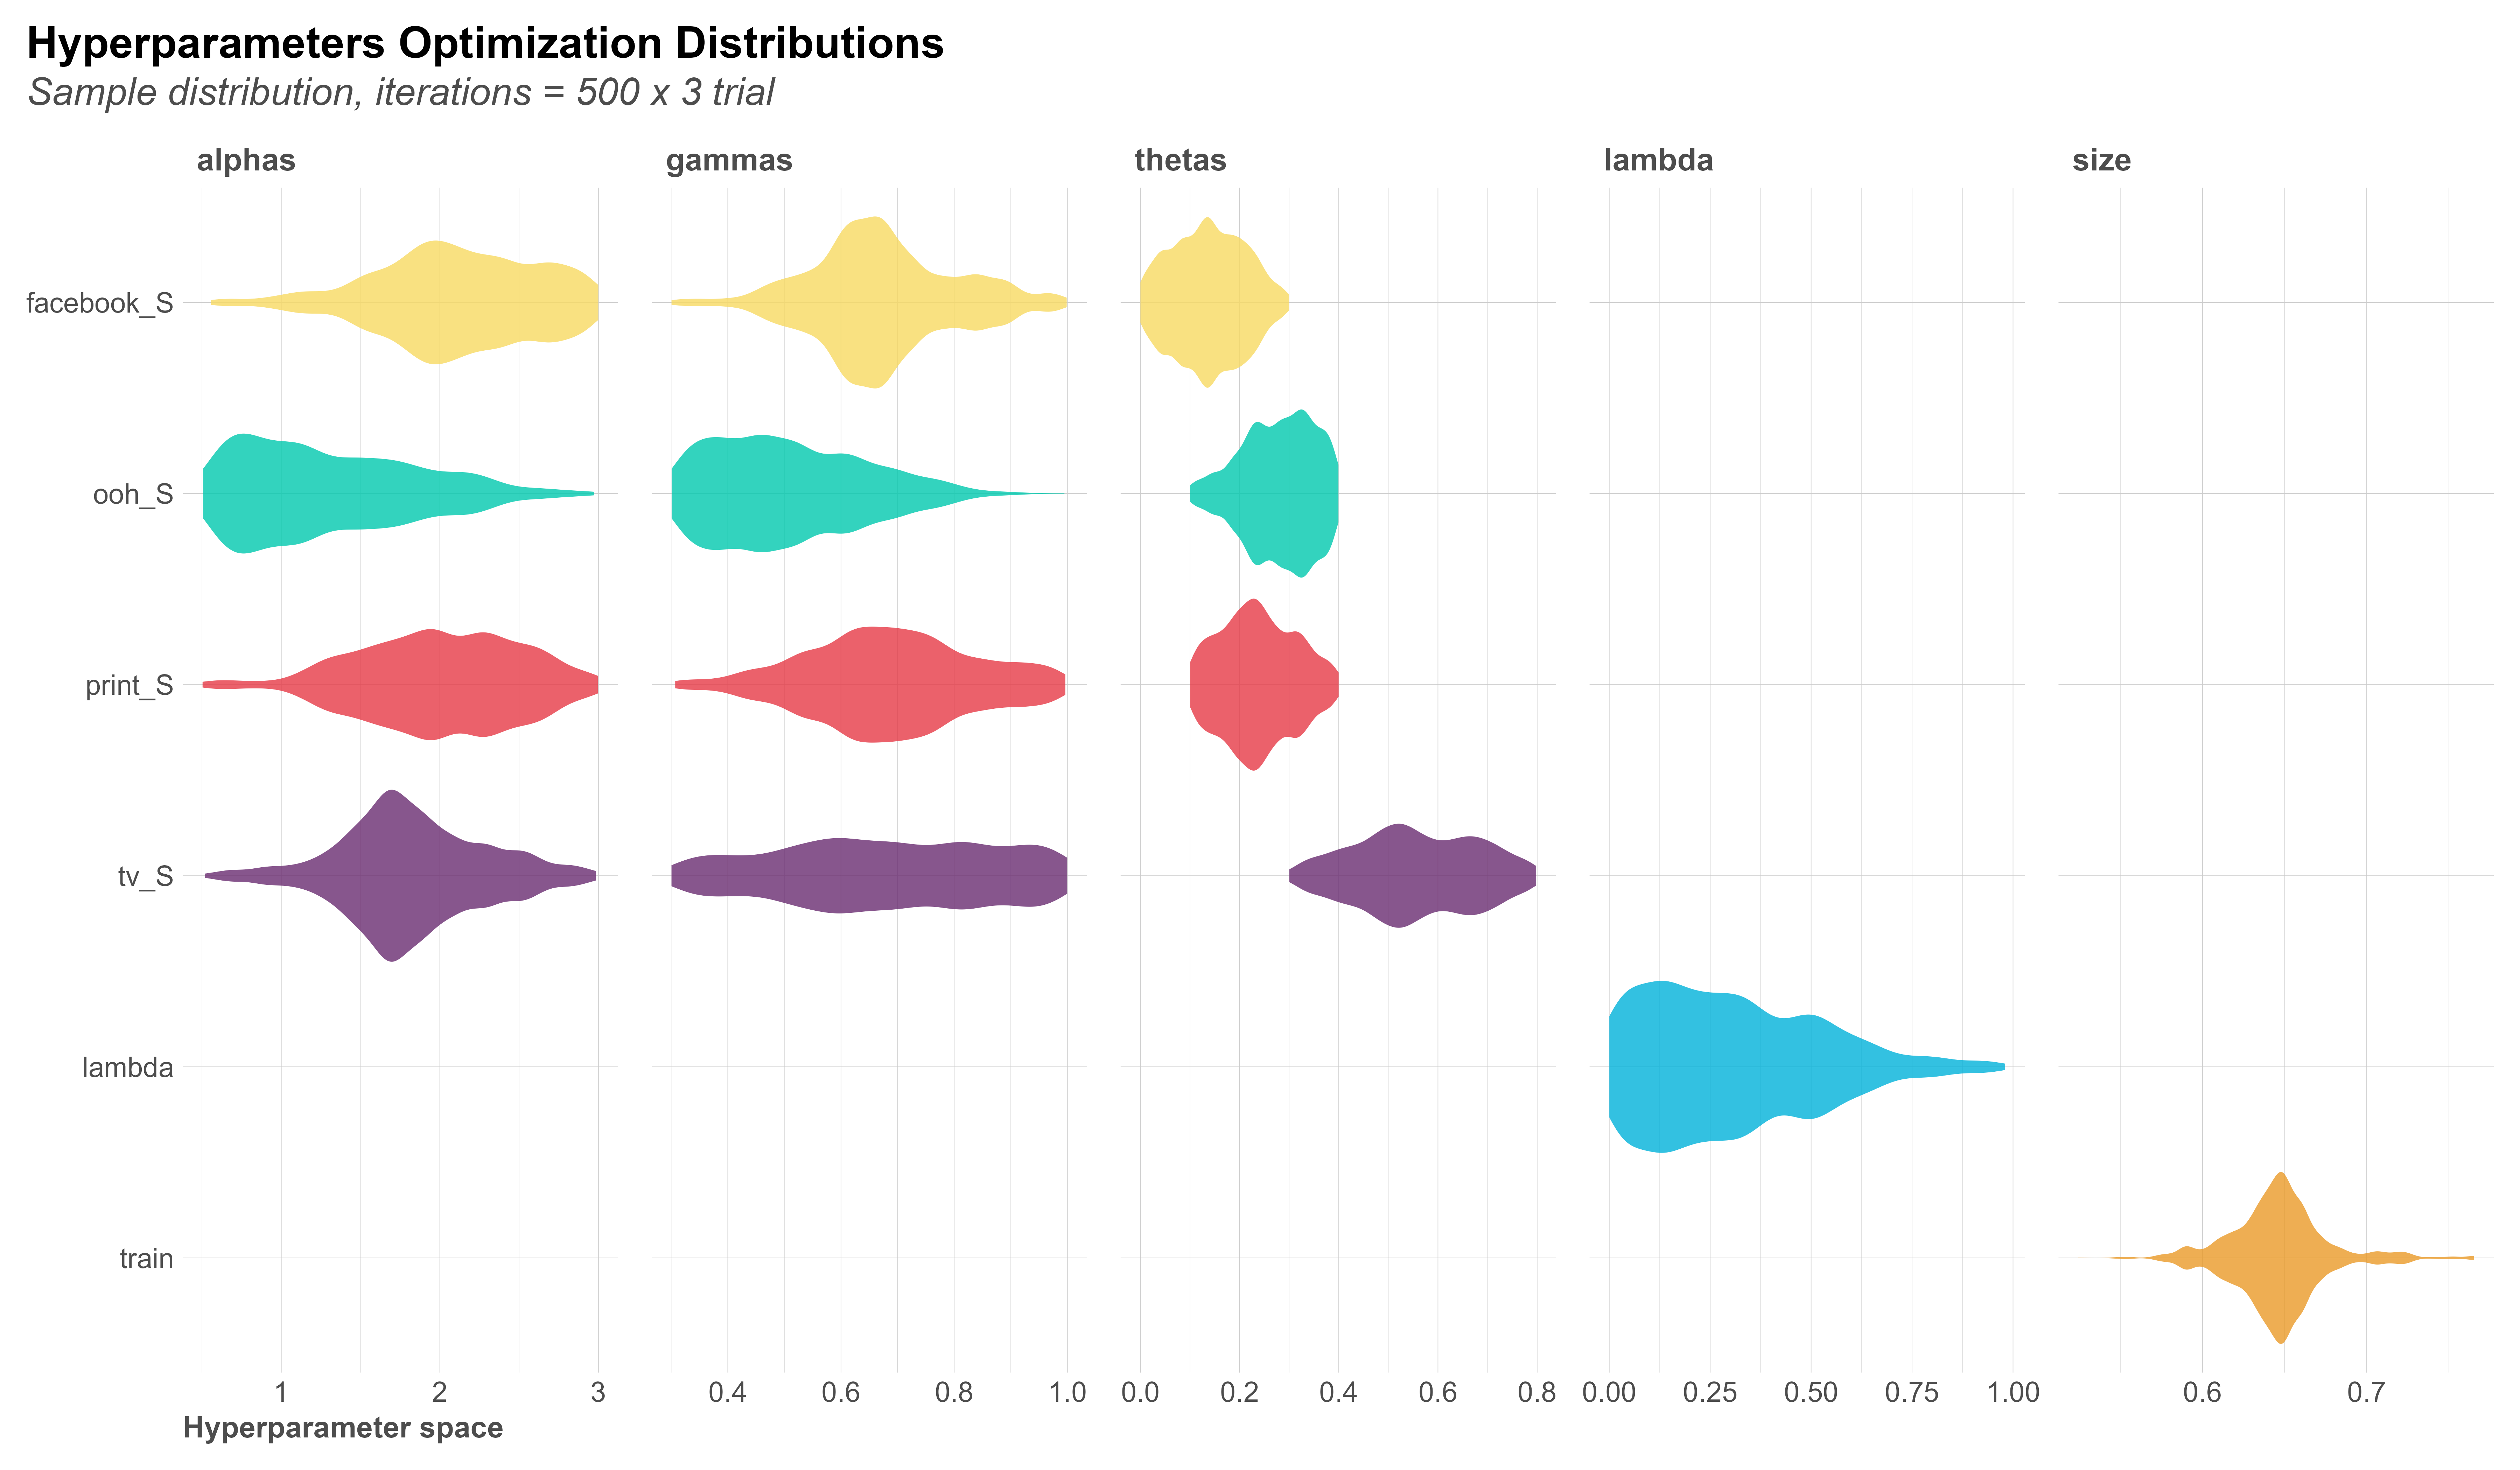 Hyperparameters Optimization Distributions
Sample distribution, iterations = 500 x 3 trial
alphas gammas thetas lambda size
facebook_S
ooh_S
print_S
tv_S
lambda
train
1 2 3 0.4 0.6 0.8 1.0 0.0 0.2 0.4 0.6 0.8 0.00 0.25 0.50 0.75 1.00 0.6 0.7
Hyperparameter space